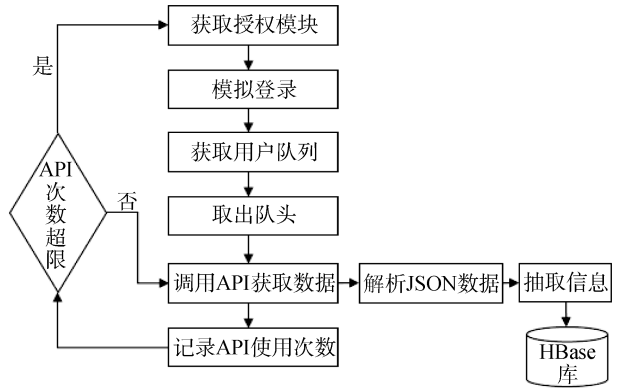 获取授权模块
是
模拟登录
获取用户队列
API
次
数
超
限
否
取出队头
调用API获取数据
解析JSON数据
抽取信息
记录API使用次数
HBase
库